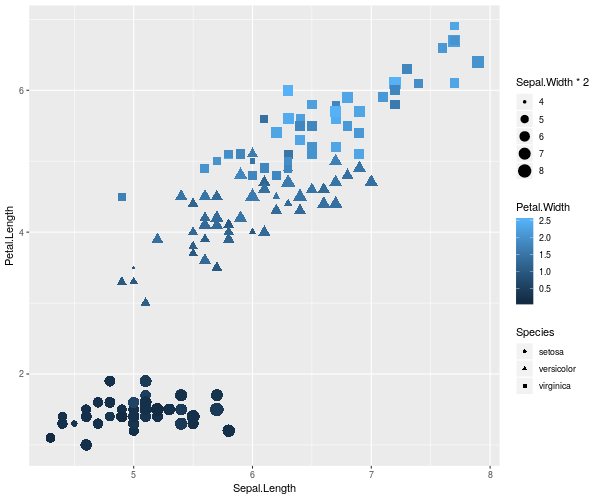 Petal.Length
6
4
2
5
6
7
8
Sepal.Length
Sepal.Width * 2
4
5
6
7
8
Petal.Width
2.5
2.0
1.5
1.0
0.5
Species
setosa
versicolor
virginica